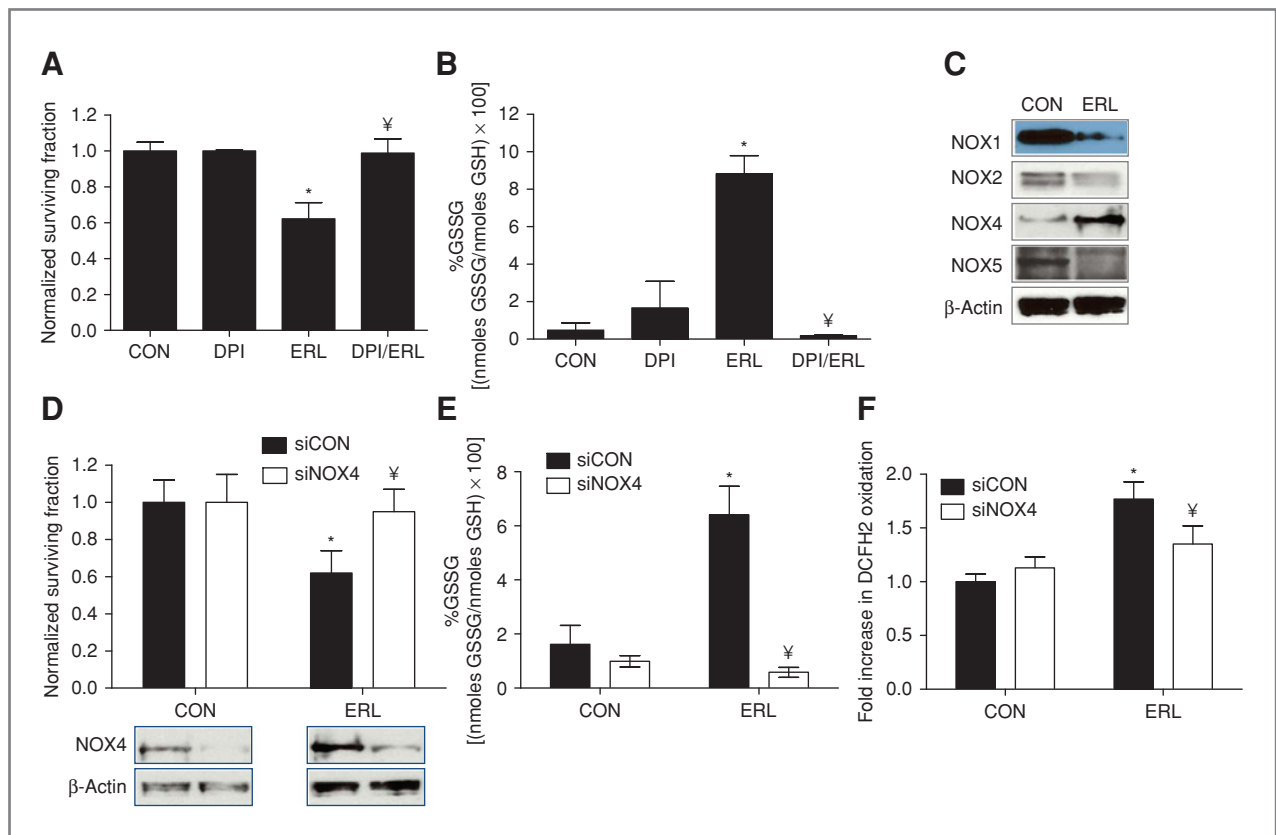 A
Normalized surviving fraction
1.2
1.0
0.8
0.6
0.4
0.2
0.0
*
¥
CON DPI ERL DPI/ERL
B
%GSSG
[(nmoles GSSG/nmoles GSH) × 100]
12
10
8
6
4
2
0
*
¥
CON DPI ERL DPI/ERL
C
CON ERL
NOX1
NOX2
NOX4
NOX5
β-Actin
D
siCON
siNOX4
Normalized surviving fraction
1.2
1.0
0.8
0.6
0.4
0.2
0.0
*
¥
CON ERL
NOX4
β-Actin
E
siCON
siNOX4
%GSSG
[(nmoles GSSG/nmoles GSH) × 100]
8
6
4
2
0
*
¥
CON ERL
F
siCON
siNOX4
Fold increase in DCFH2 oxidation
2.0
1.5
1.0
0.5
0.0
*
¥
CON ERL